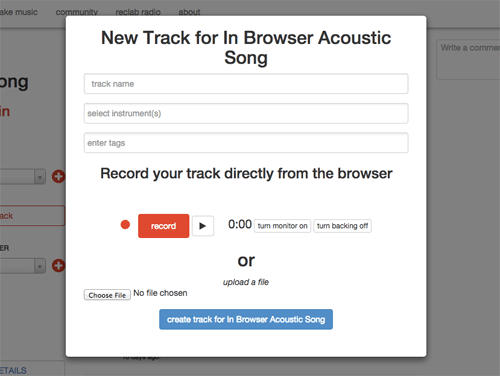 ake music community reclab radio about
New Track for In Browser Acoustic
Song
Write a comme
ong
in
track name
select instrument(s)
enter tags
Record your track directly from the browser
ack
record 0:00 turn monitor on turn backing off
ER
or
upload a file
Choose File No file chosen
create track for In Browser Acoustic Song
ETAILS